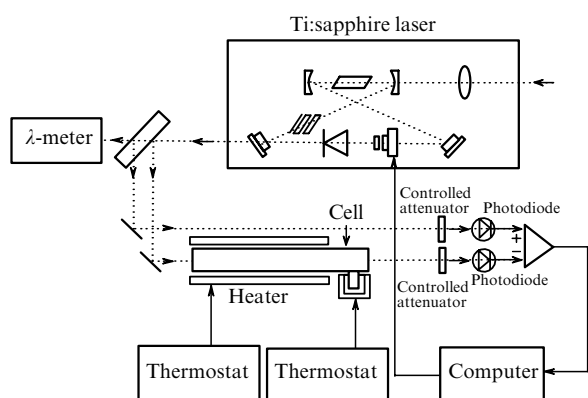 Ti:sapphire laser
λ-meter
Controlled
attenuator
Photodiode
Cell
+
−
Heater
Controlled
attenuator
Photodiode
Thermostat
Thermostat
Computer